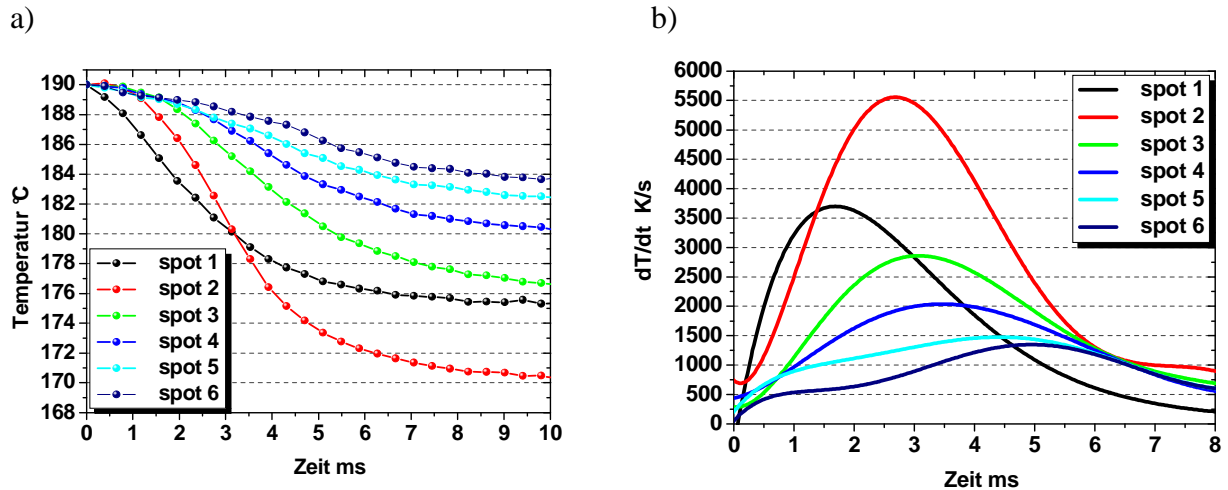 a)
190
188
186
184
182
180
178
176
174
172
170
168
Temperatur °C
spot 1
spot 2
spot 3
spot 4
spot 5
spot 6
0 1 2 3 4 5 6 7 8 9 10
Zeit ms
b)
6000
5500
5000
4500
4000
3500
3000
2500
2000
1500
1000
500
0
dT/dt K/s
spot 1
spot 2
spot 3
spot 4
spot 5
spot 6
0 1 2 3 4 5 6 7 8
Zeit ms